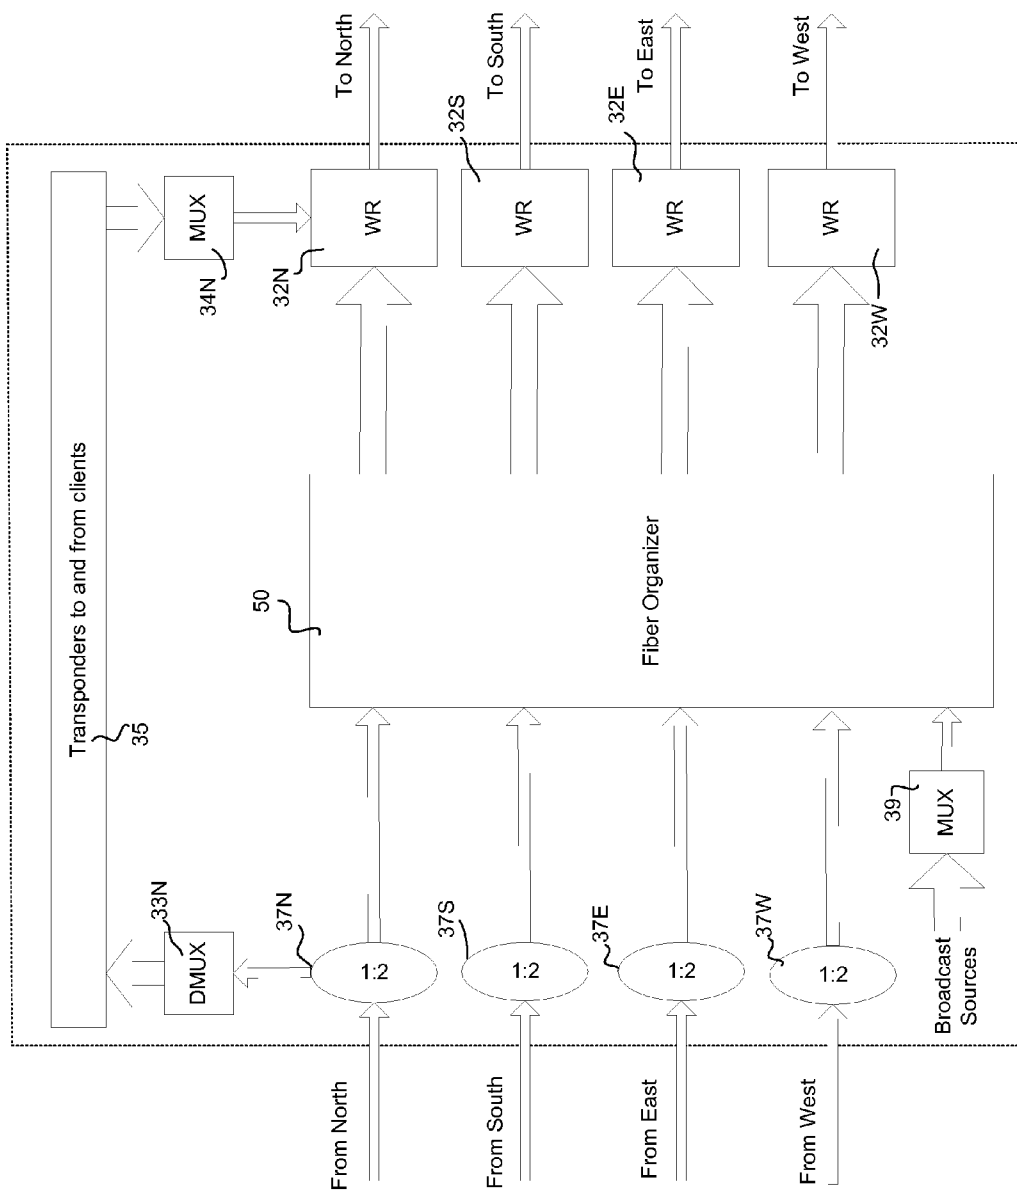 Transponders to and from clients
35
DMUX
33N
MUX
34N
From North
37N
1:2
32N
WR
To North
From South
37S
1:2
50
Fiber Organizer
32S
WR
To South
From East
37E
1:2
32E
WR
To East
From West
37W
1:2
32W
WR
To West
Broadcast
Sources
39
MUX